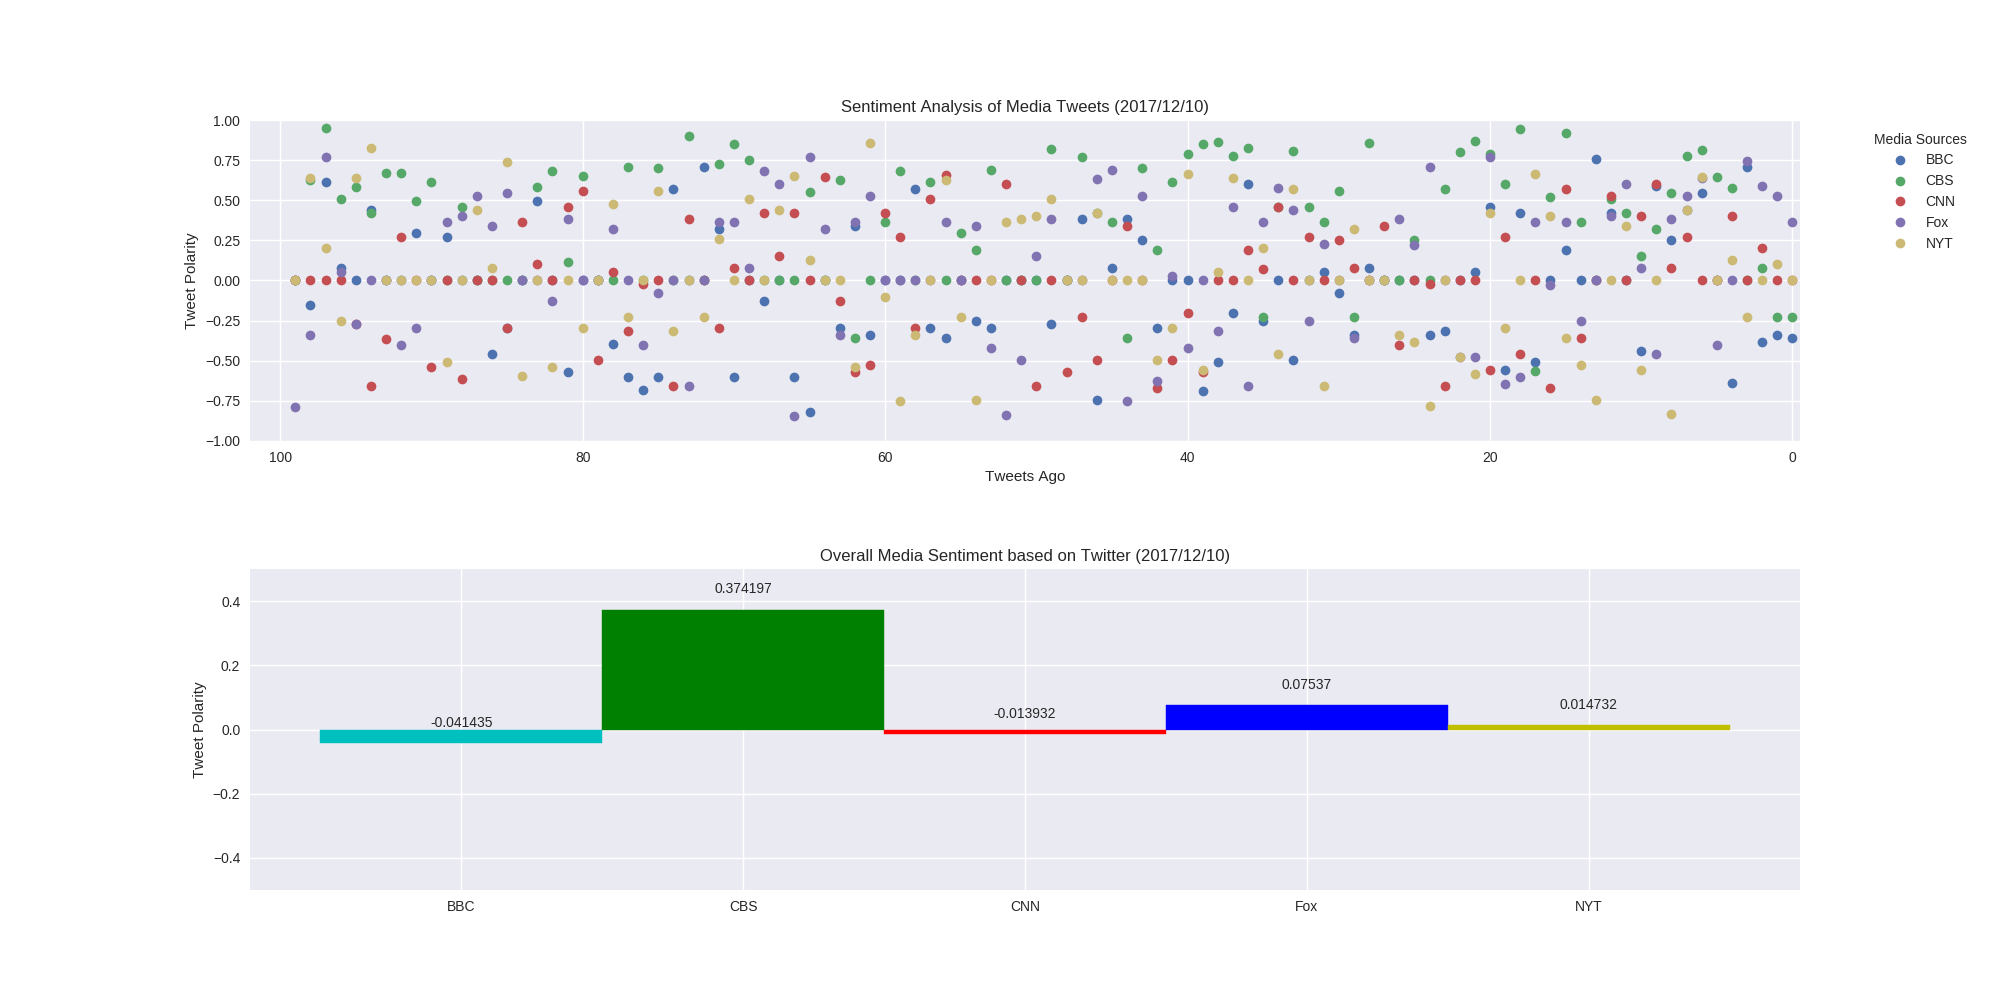 Sentiment Analysis of Media Tweets (2017/12/10)
Tweet Polarity
1.00
0.75
0.50
0.25
0.00
−0.25
−0.50
−0.75
−1.00
100 80 60 40 20 0
Tweets Ago
Media Sources
BBC
CBS
CNN
Fox
NYT
Overall Media Sentiment based on Twitter (2017/12/10)
Tweet Polarity
0.4
0.2
0.0
−0.2
−0.4
-0.041435
0.374197
-0.013932
0.07537
0.014732
BBC CBS CNN Fox NYT